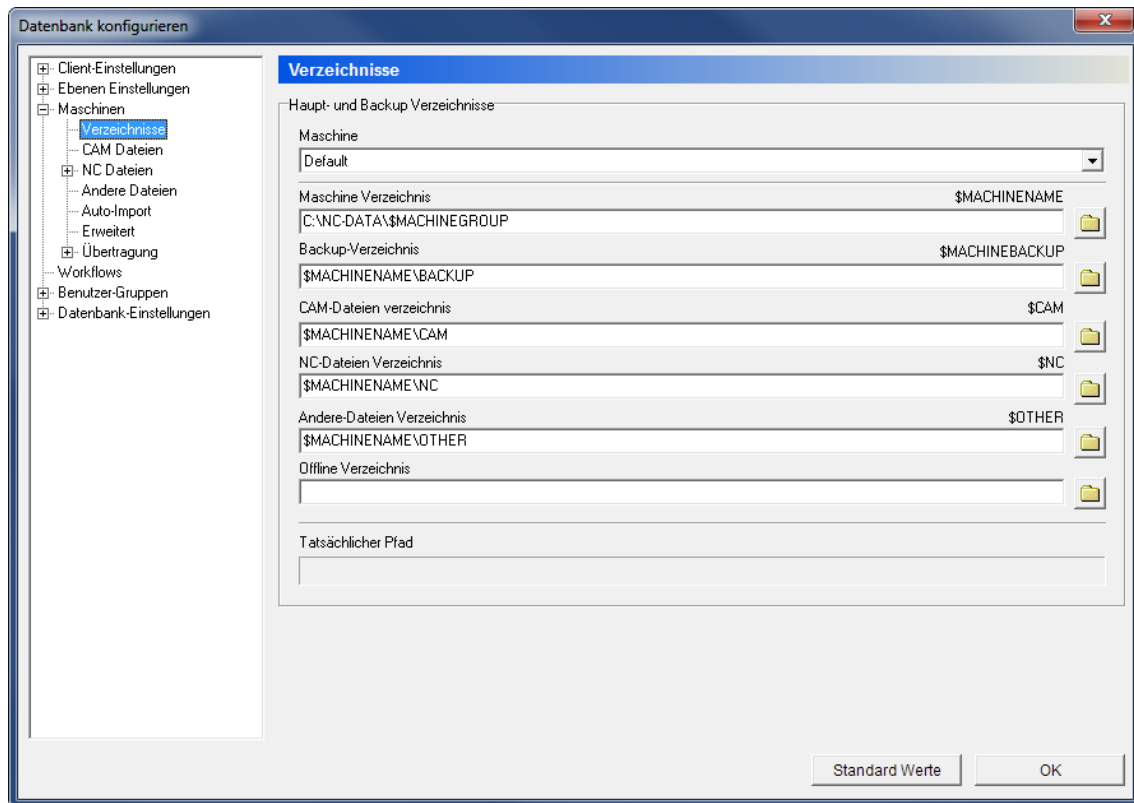 Datenbank konfigurieren
Client-Einstellungen
Ebenen Einstellungen
Maschinen
Verzeichnisse
CAM Dateien
NC Dateien
Andere Dateien
Auto-Import
Erweitert
Übertragung
Workflows
Benutzer-Gruppen
Datenbank-Einstellungen
Verzeichnisse
Haupt- und Backup Verzeichnisse
Maschine
Default
Maschine Verzeichnis $MACHINENAME
C:\NC-DATA\$MACHINEGROUP
Backup-Verzeichnis $MACHINEBACKUP
$MACHINENAME\BACKUP
CAM-Dateien verzeichnis $CAM
$MACHINENAME\CAM
NC-Dateien Verzeichnis $NC
$MACHINENAME\NC
Andere-Dateien Verzeichnis $OTHER
$MACHINENAME\OTHER
Offline Verzeichnis
Tatsächlicher Pfad
Standard Werte OK